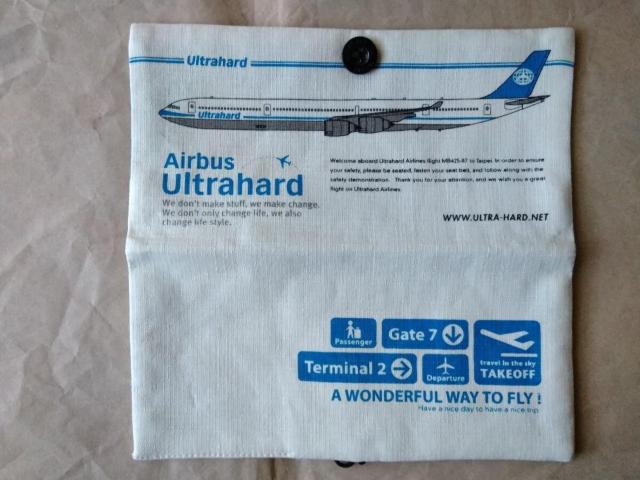 Ultrahard
Ultrahard
Airbus
Ultrahard
We don't make stuff, we make change.
We don't only change life, we also
change life style.
Welcome aboard Ultrahard Airlines flight MB425-87 to Taipei. In order to ensure
your safety, please be seated, fasten your seat belt, and follow along with the
safety demonstration. Thank you for your attention, and we wish you a great
flight on Ultrahard Airlines.
WWW.ULTRA-HARD.NET
Passenger
Gate 7
Terminal 2
Departure
travel in the sky
TAKEOFF
A WONDERFUL WAY TO FLY !
Have a nice day to have a nice trip.